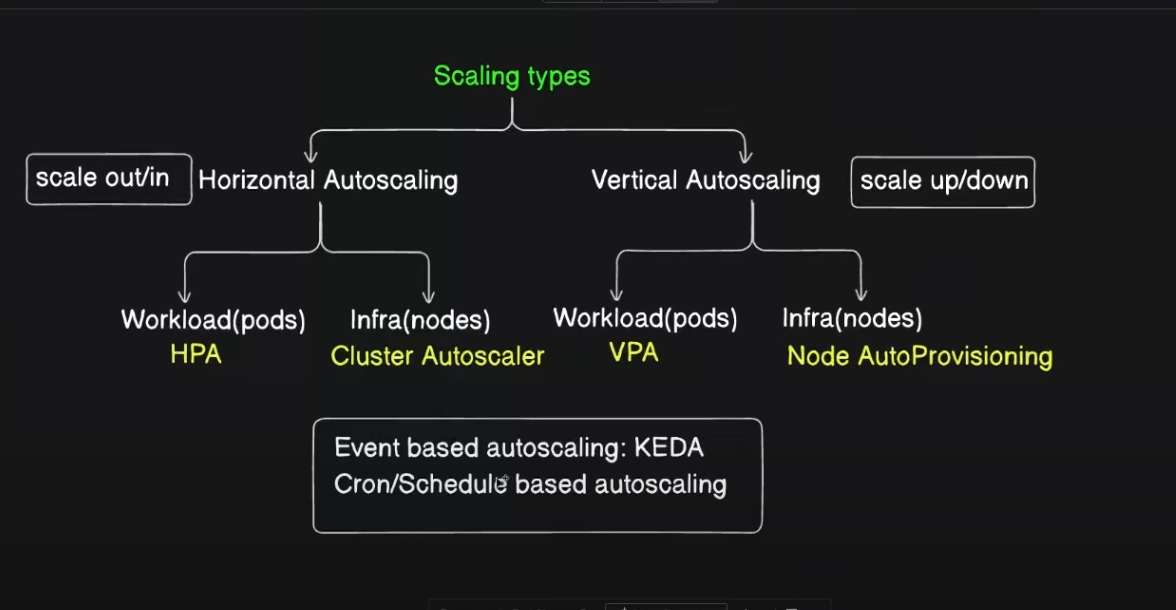 Scaling types
scale out/in
Horizontal Autoscaling
Vertical Autoscaling
scale up/down
Workload(pods)
HPA
Infra(nodes)
Cluster Autoscaler
Workload(pods)
VPA
Infra(nodes)
Node AutoProvisioning
Event based autoscaling: KEDA
Cron/Schedule based autoscaling